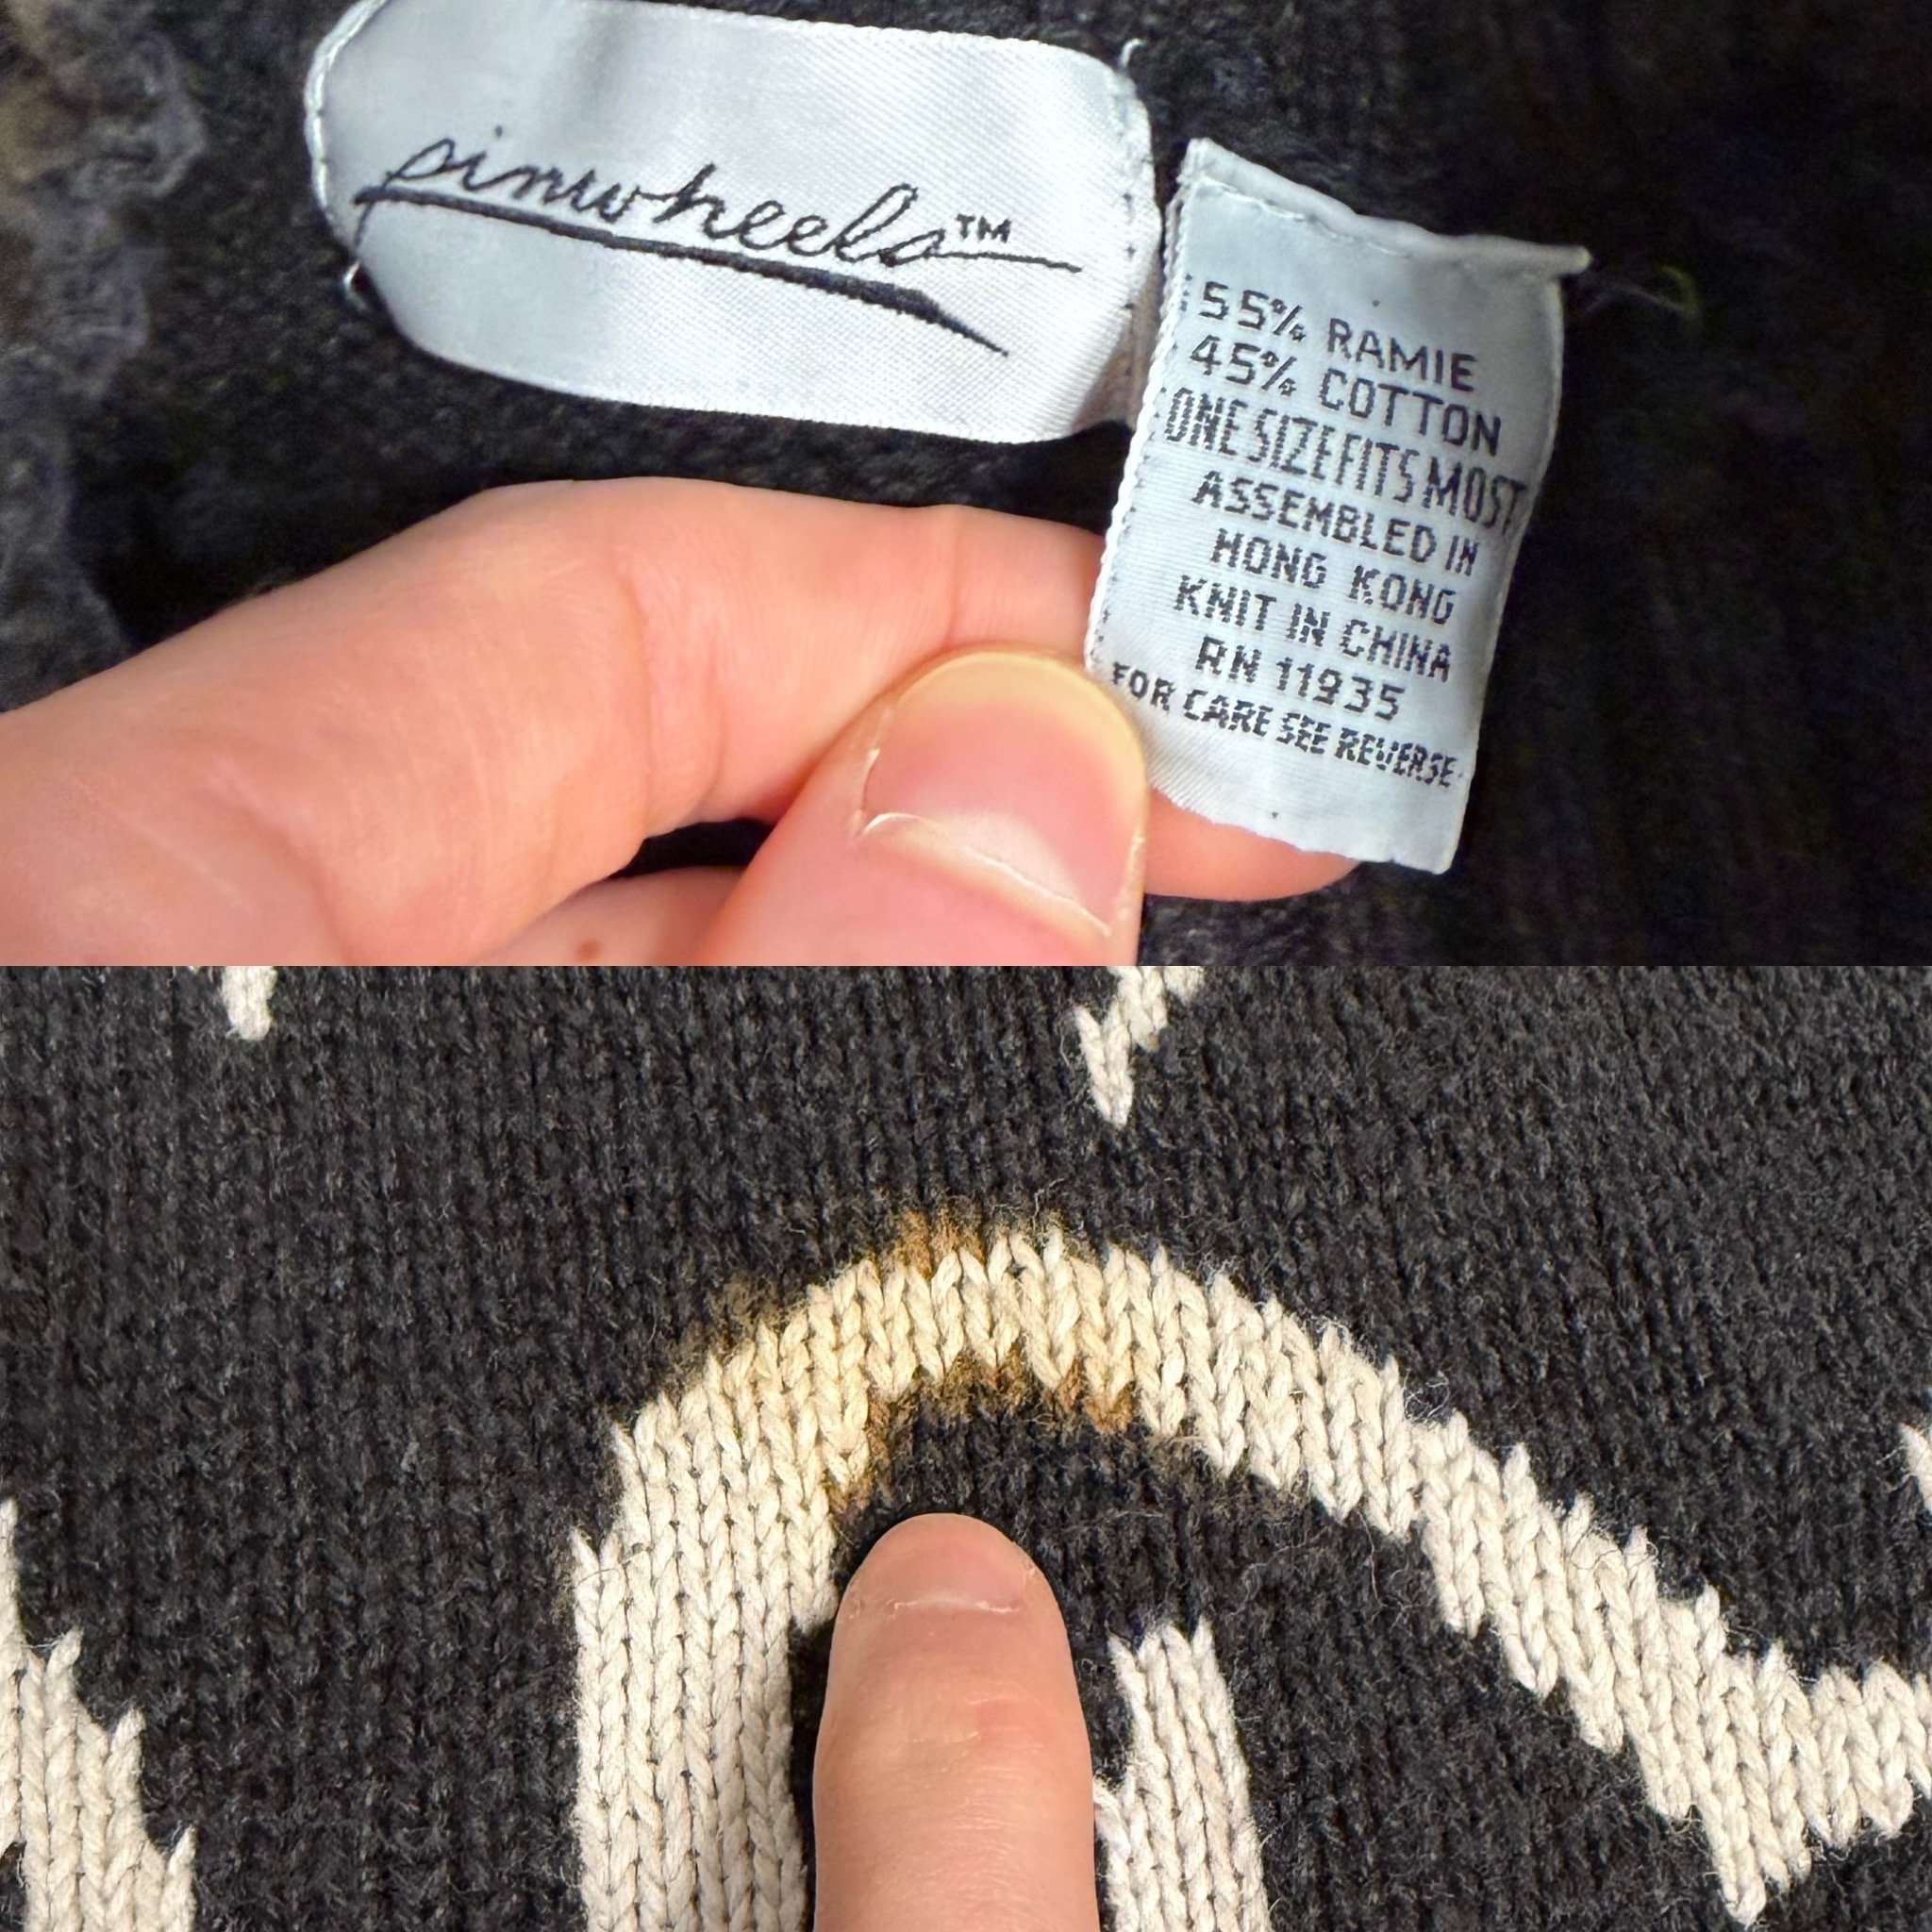 pinwheels™
55% RAMIE
45% COTTON
ONE SIZE FITS MOST
ASSEMBLED IN
HONG KONG
KNIT IN CHINA
RN 11935
FOR CARE SEE REVERSE